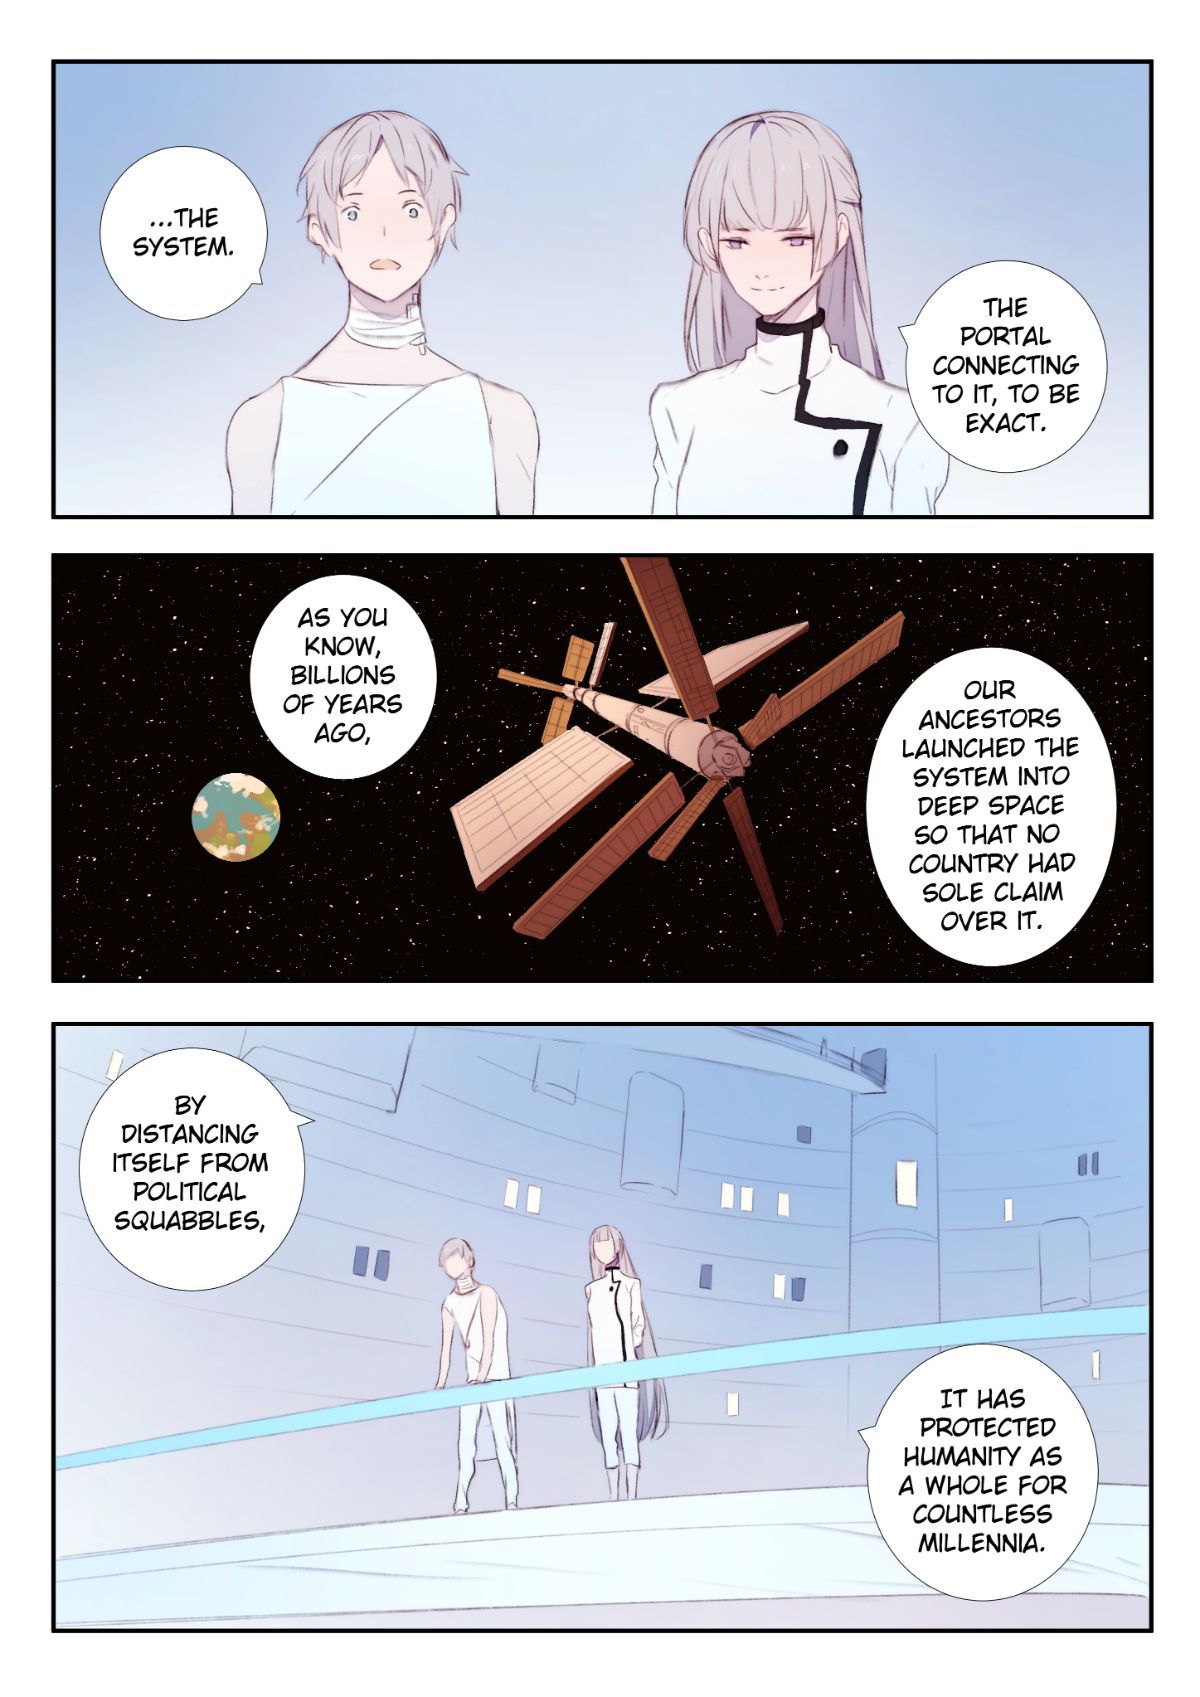 ...THE
SYSTEM.
THE
PORTAL
CONNECTING
TO IT, TO BE
EXACT.
AS YOU
KNOW,
BILLIONS
OF YEARS
AGO,
OUR
ANCESTORS
LAUNCHED THE
SYSTEM INTO
DEEP SPACE
SO THAT NO
COUNTRY HAD
SOLE CLAIM
OVER IT.
BY
DISTANCING
ITSELF FROM
POLITICAL
SQUABBLES,
IT HAS
PROTECTED
HUMANITY AS
A WHOLE FOR
COUNTLESS
MILLENNIA.